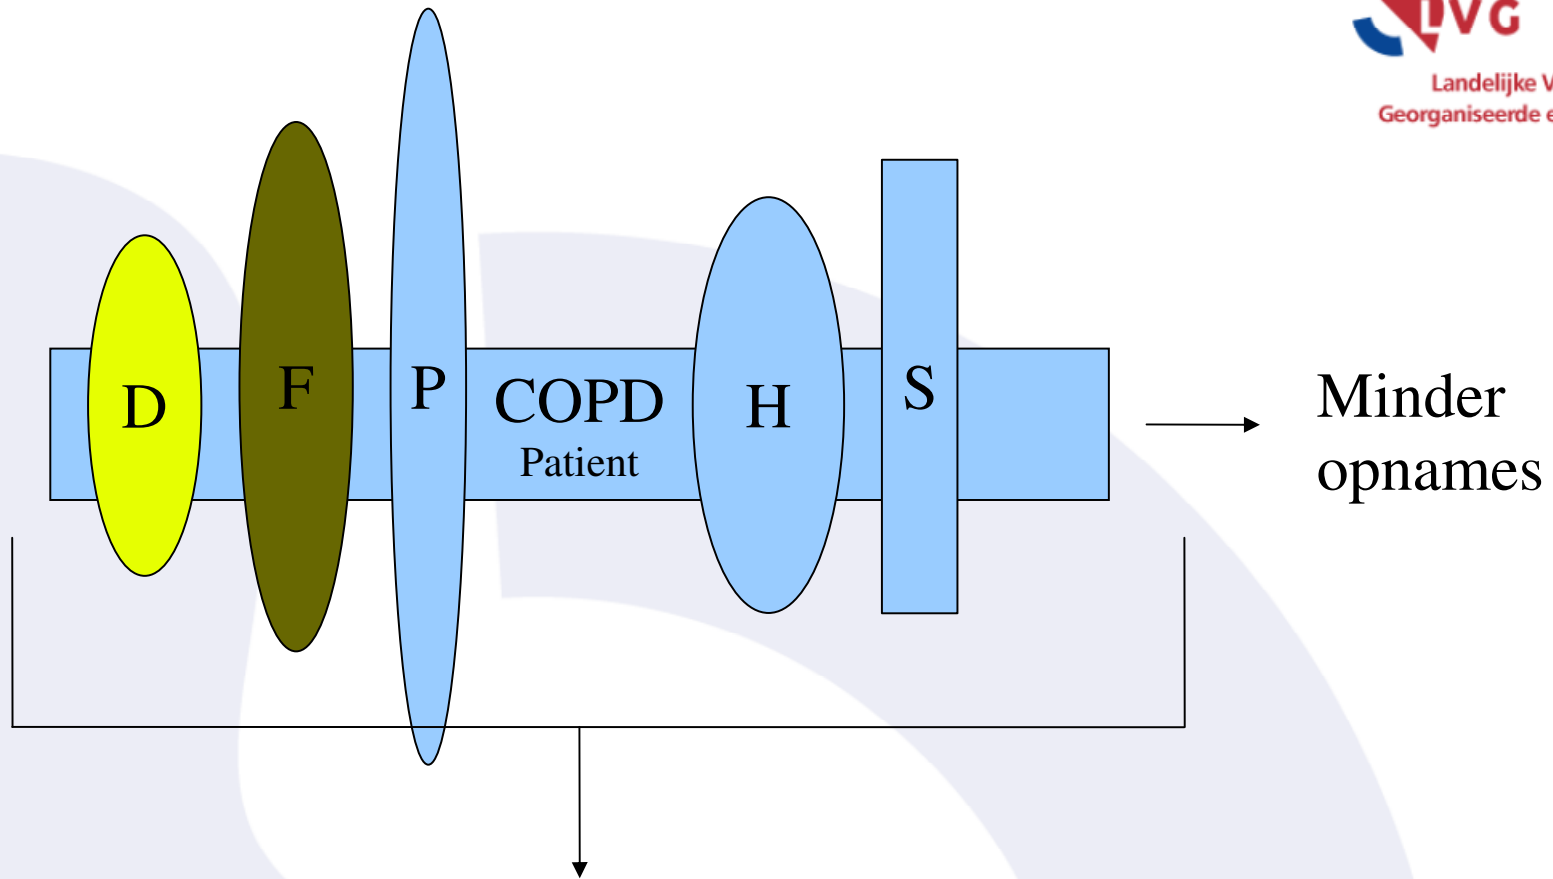 LVG
Landelijke V
Georganiseerde e
D
F
P
COPD
Patient
H
S
Minder
opnames